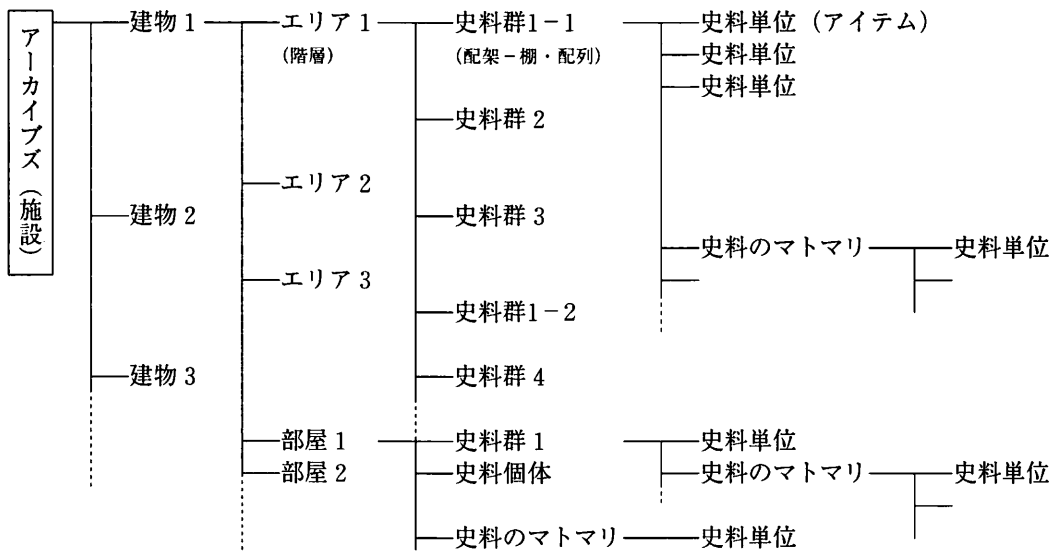 アーカイブズ（施設）
建物1 エリア1 史料群1－1 史料単位（アイテム）
（階層） （配架－棚・配列） 史料単位
史料単位
史料群2
エリア2
建物2 史料群3
史料のマトマリ 史料単位
エリア3
史料群1－2
建物3 史料群4
部屋1 史料群1 史料単位
部屋2 史料個体 史料のマトマリ 史料単位
史料のマトマリ 史料単位